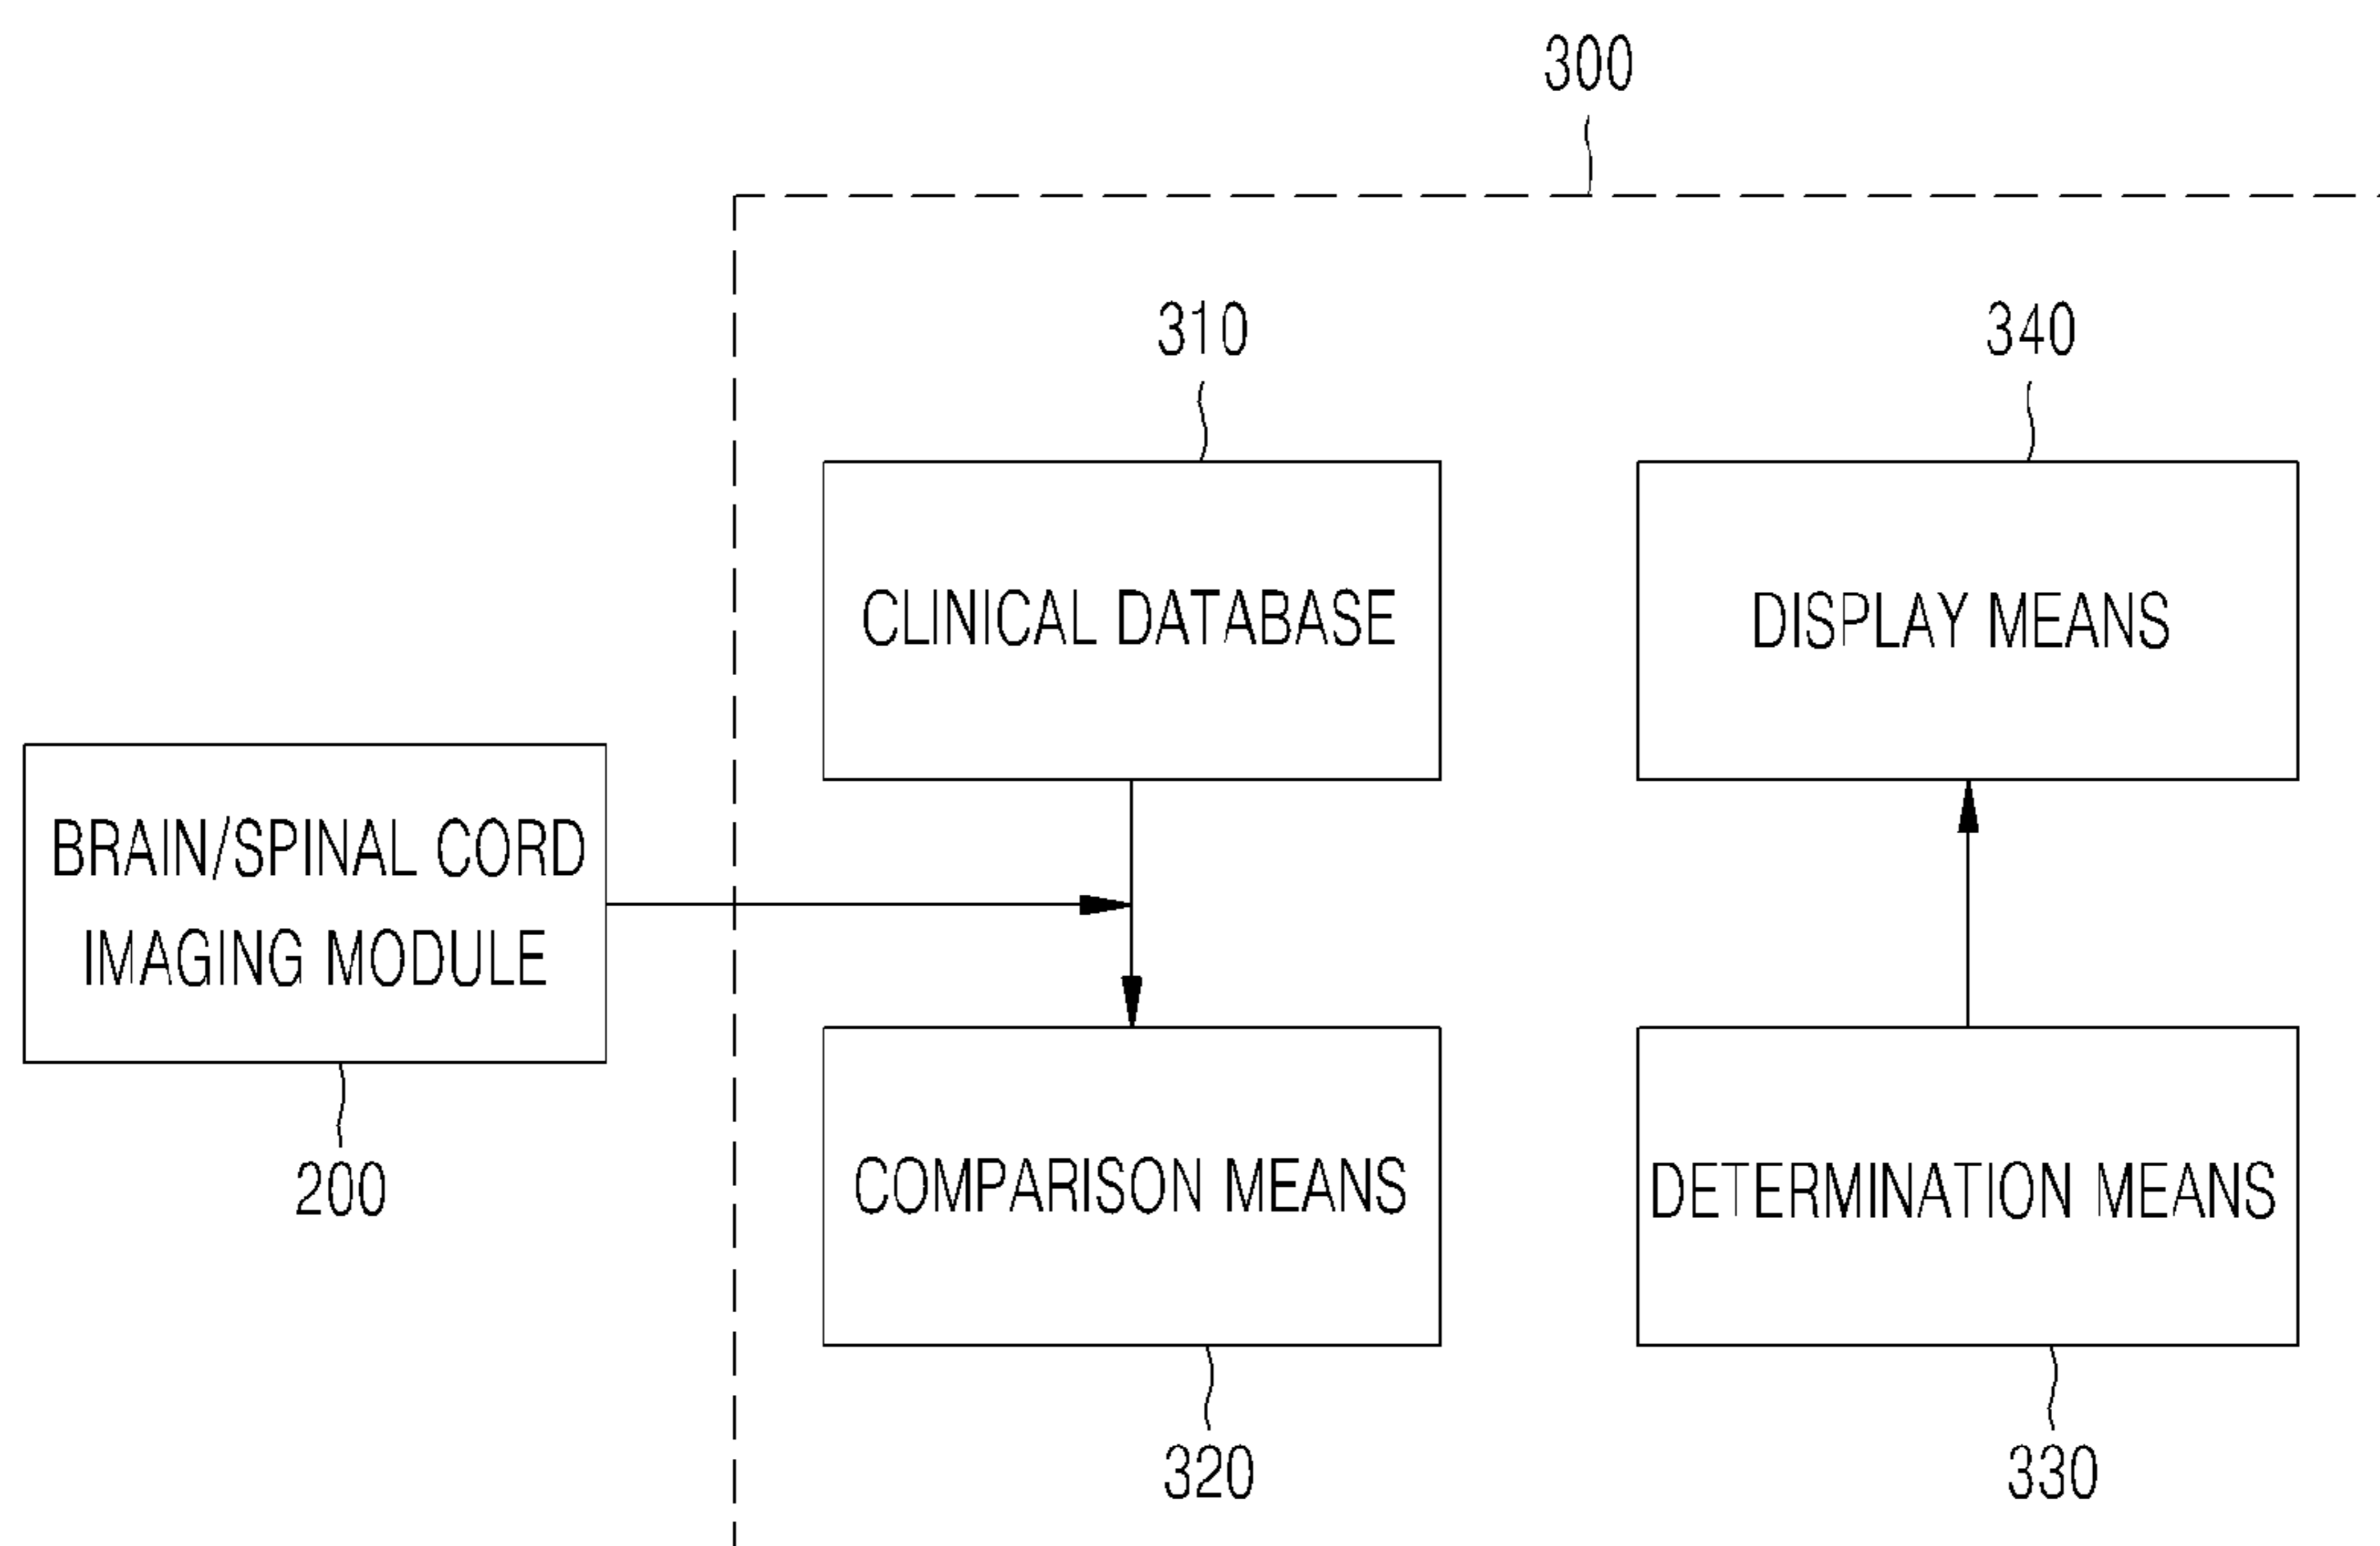 300
310
340
CLINICAL DATABASE
DISPLAY MEANS
BRAIN/SPINAL CORD
IMAGING MODULE
200
COMPARISON MEANS
DETERMINATION MEANS
320
330